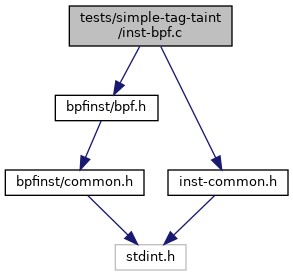 tests/simple-tag-taint
/inst-bpf.c
bpfinst/bpf.h
bpfinst/common.h
inst-common.h
stdint.h